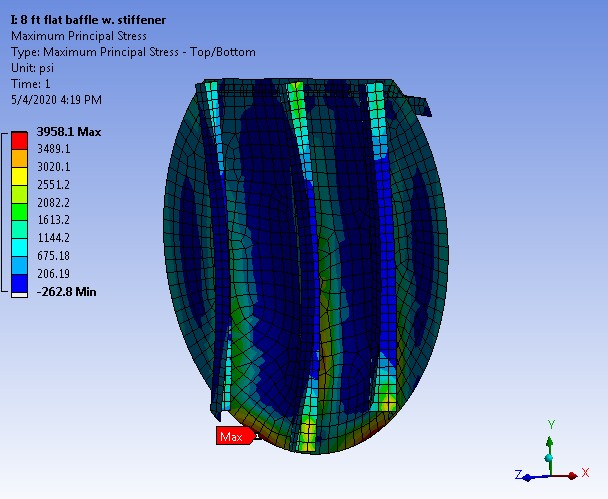 I: 8 ft flat baffle w. stiffener
Maximum Principal Stress
Type: Maximum Principal Stress - Top/Bottom
Unit: psi
Time: 1
5/4/2020 4:19 PM
3958.1 Max
3489.1
3020.1
2551.2
2082.2
1613.2
1144.2
675.18
206.19
-262.8 Min
Max
Y
Z
X